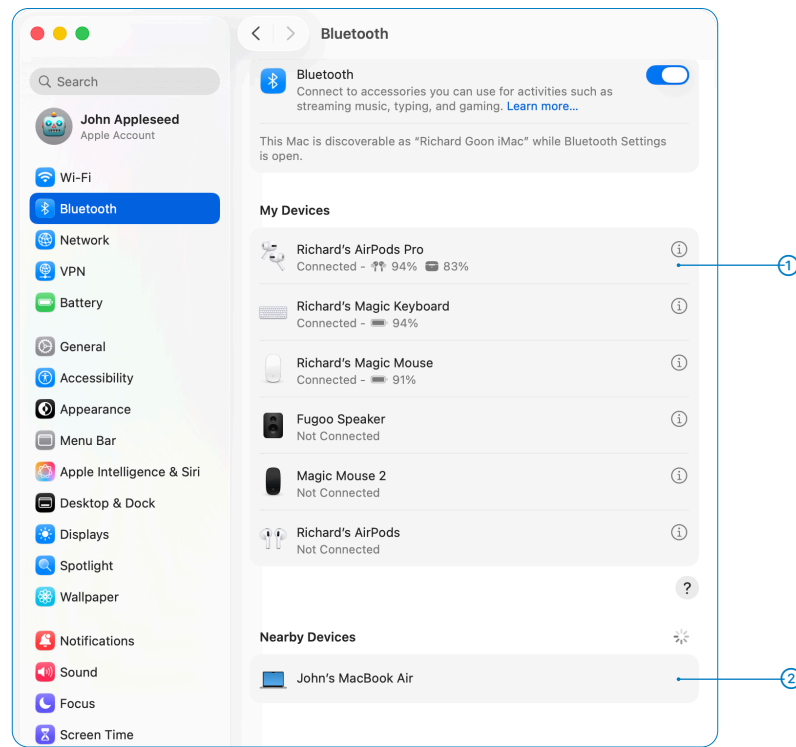 Bluetooth
Search
John Appleseed
Apple Account
Wi-Fi
Bluetooth
Network
VPN
Battery
General
Accessibility
Appearance
Menu Bar
Apple Intelligence & Siri
Desktop & Dock
Displays
Spotlight
Wallpaper
Notifications
Sound
Focus
Screen Time
Bluetooth
Connect to accessories you can use for activities such as
streaming music, typing, and gaming. Learn more...
This Mac is discoverable as “Richard Goon iMac” while Bluetooth Settings
is open.
My Devices
Richard’s AirPods Pro
Connected - 94% 83%
Richard’s Magic Keyboard
Connected - 94%
Richard’s Magic Mouse
Connected - 91%
Fugoo Speaker
Not Connected
Magic Mouse 2
Not Connected
Richard’s AirPods
Not Connected
?
Nearby Devices
John’s MacBook Air
1
2